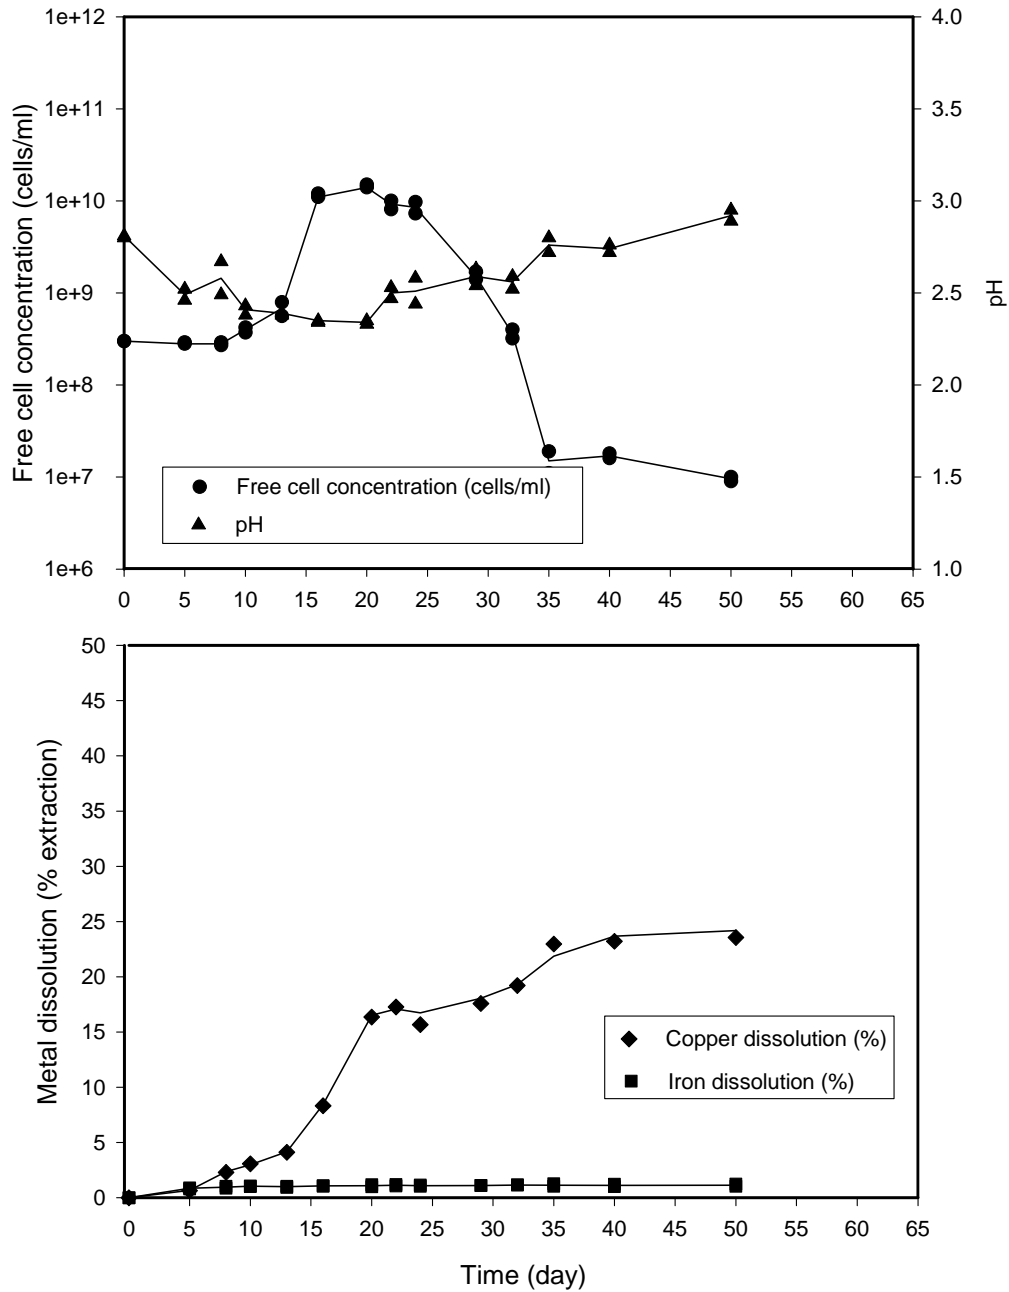 1e+12
1e+11
1e+10
1e+9
1e+8
1e+7
1e+6
Free cell concentration (cells/ml)
4.0
3.5
3.0
2.5
2.0
1.5
1.0
pH
Free cell concentration (cells/ml)
pH
0 5 10 15 20 25 30 35 40 45 50 55 60 65
50
45
40
35
30
25
20
15
10
5
0
Metal dissolution (% extraction)
Copper dissolution (%)
Iron dissolution (%)
0 5 10 15 20 25 30 35 40 45 50 55 60 65
Time (day)